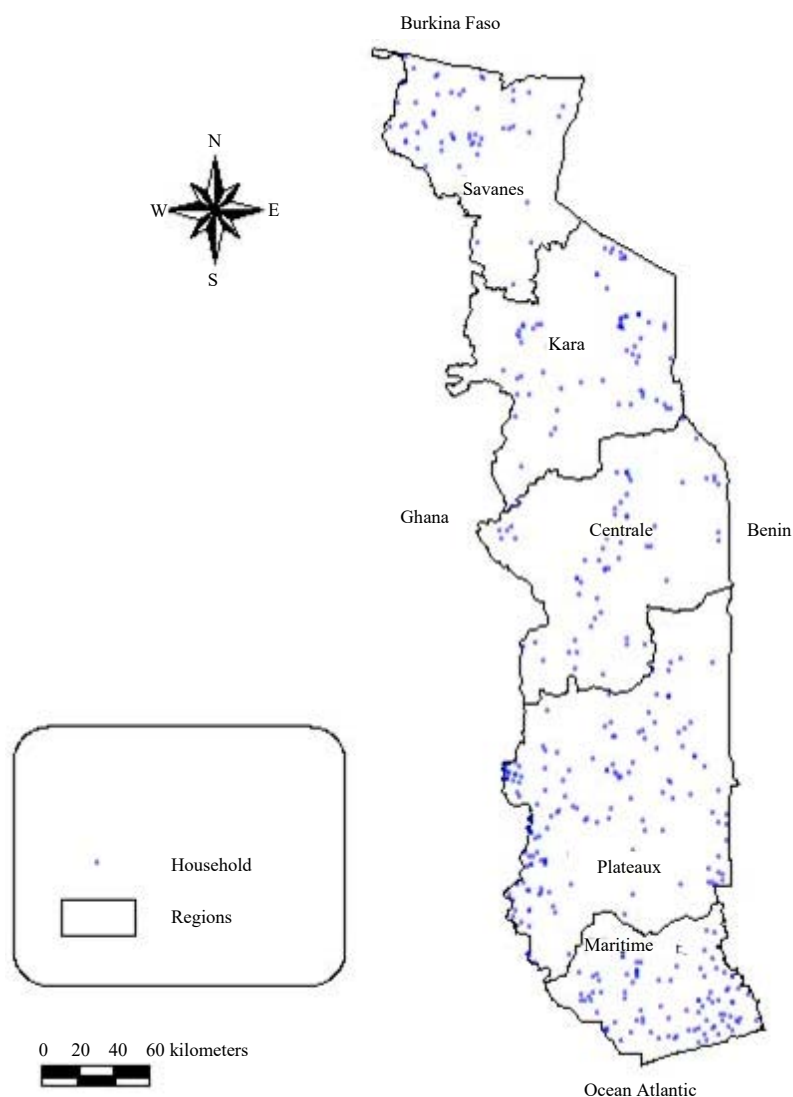 Burkina Faso
N
W
E
S
Savanes
Kara
Ghana
Centrale
Benin
Household
Regions
Plateaux
Maritime
0 20 40 60 kilometers
Ocean Atlantic